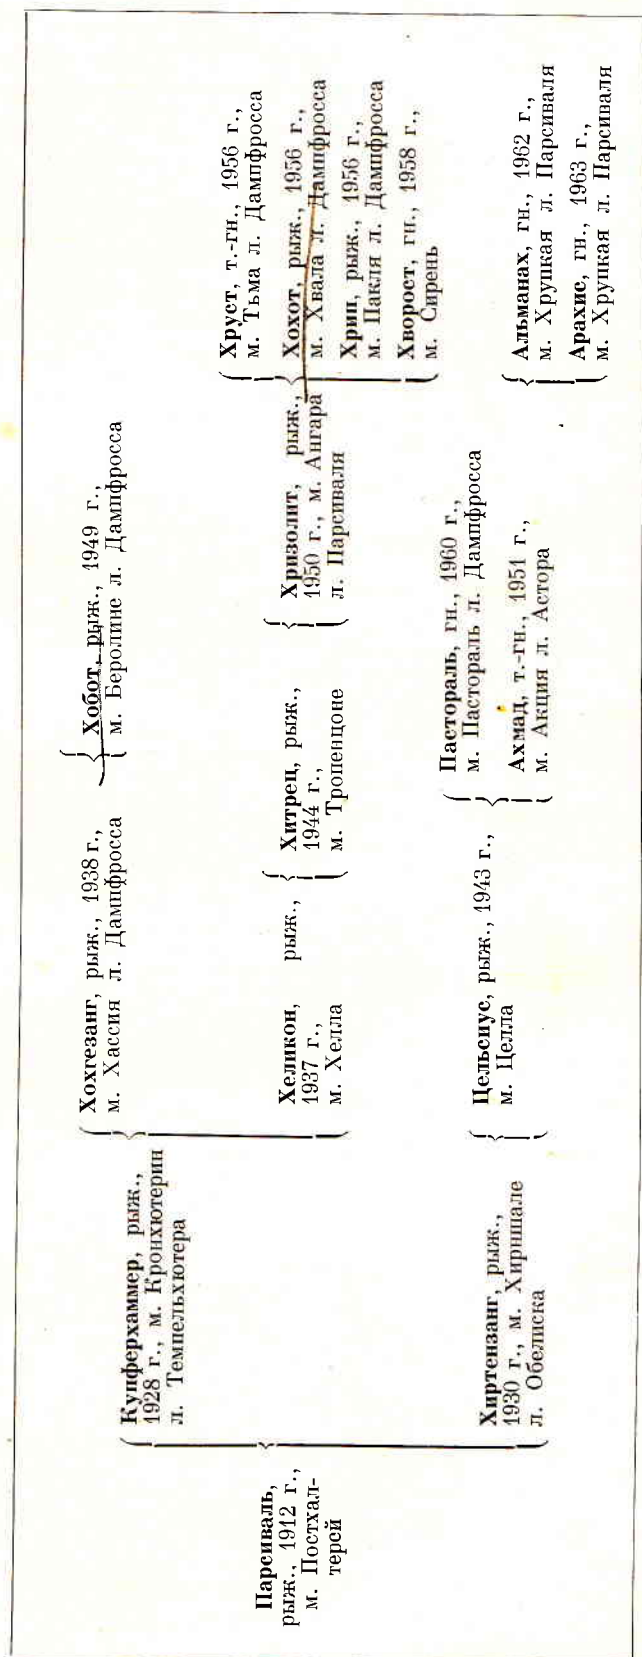 Парсиваль,
рыж., 1912 г.,
м. Постхал-
терей
Купферхаммер, рыж.,
1928 г., м. Кронхютерин
л. Темпельхютера
Хиртензанг, рыж.,
1930 г., м. Хиршпале
л. Обелиска
Хохгезанг, рыж., 1938 г.,
м. Хассия л. Дампфросса
Хеликон, рыж.,
1937 г.,
м. Хелла
Цельсиус, рыж., 1943 г.,
м. Целла
Хобот, рыж., 1949 г.,
м. Беролине л. Дампфросса
Хитрец, рыж.,
1944 г.,
м. Тропенцоне
Пастораль, гн., 1960 г.,
м. Пастораль л. Дампфросса
Ахмад, т.-гн., 1951 г.,
м. Акция л. Астора
Хризолит, рыж.,
1950 г., м. Ангара
л. Парсиваля
Хруст, т.-гн., 1956 г.,
м. Тьма л. Дампфросса
Хохот, рыж., 1956 г.,
м. Хвала л. Дампфросса
Хрип, рыж., 1956 г.,
м. Пакля л. Дампфросса
Хворост, гн., 1958 г.,
м. Сирень
Альманах, гн., 1962 г.,
м. Хрупкая л. Парсиваля
Арахис, гн., 1963 г.,
м. Хрупкая л. Парсиваля